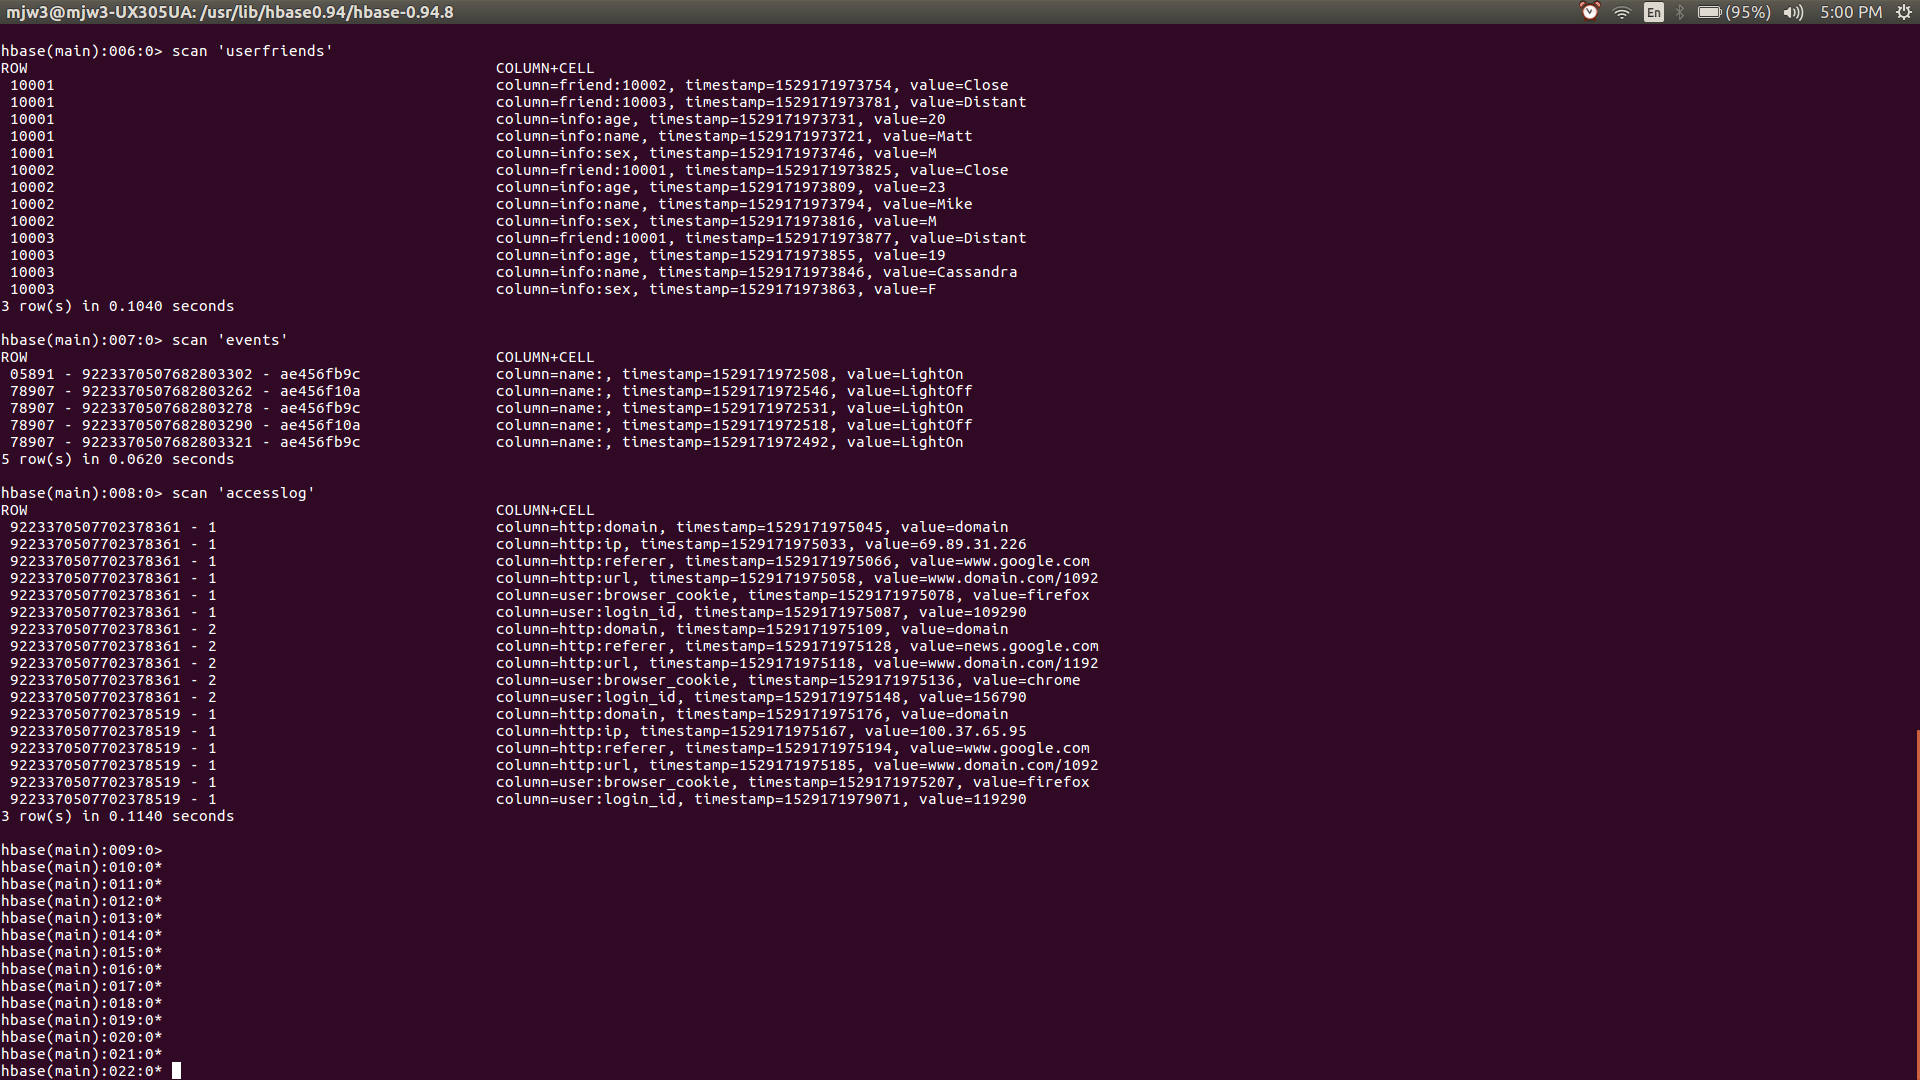 mjw3@mjw3-UX305UA: /usr/lib/hbase0.94/hbase-0.94.8 En (95%) 5:00 PM
hbase(main):006:0> scan 'userfriends'
ROW COLUMN+CELL
10001 column=friend:10002, timestamp=1529171973754, value=Close
10001 column=friend:10003, timestamp=1529171973781, value=Distant
10001 column=info:age, timestamp=1529171973731, value=20
10001 column=info:name, timestamp=1529171973721, value=Matt
10001 column=info:sex, timestamp=1529171973746, value=M
10002 column=friend:10001, timestamp=1529171973825, value=Close
10002 column=info:age, timestamp=1529171973809, value=23
10002 column=info:name, timestamp=1529171973794, value=Mike
10002 column=info:sex, timestamp=1529171973816, value=M
10003 column=friend:10001, timestamp=1529171973877, value=Distant
10003 column=info:age, timestamp=1529171973855, value=19
10003 column=info:name, timestamp=1529171973846, value=Cassandra
10003 column=info:sex, timestamp=1529171973863, value=F
3 row(s) in 0.1040 seconds
hbase(main):007:0> scan 'events'
ROW COLUMN+CELL
05891 - 9223370507682803302 - ae456fb9c column=name:, timestamp=1529171972508, value=LightOn
78907 - 9223370507682803262 - ae456f10a column=name:, timestamp=1529171972546, value=LightOff
78907 - 9223370507682803278 - ae456fb9c column=name:, timestamp=1529171972531, value=LightOn
78907 - 9223370507682803290 - ae456f10a column=name:, timestamp=1529171972518, value=LightOff
78907 - 9223370507682803321 - ae456fb9c column=name:, timestamp=1529171972492, value=LightOn
5 row(s) in 0.0620 seconds
hbase(main):008:0> scan 'accesslog'
ROW COLUMN+CELL
9223370507702378361 - 1 column=http:domain, timestamp=1529171975045, value=domain
9223370507702378361 - 1 column=http:ip, timestamp=1529171975033, value=69.89.31.226
9223370507702378361 - 1 column=http:referer, timestamp=1529171975066, value=www.google.com
9223370507702378361 - 1 column=http:url, timestamp=1529171975058, value=www.domain.com/1092
9223370507702378361 - 1 column=user:browser_cookie, timestamp=1529171975078, value=firefox
9223370507702378361 - 1 column=user:login_id, timestamp=1529171975087, value=109290
9223370507702378361 - 2 column=http:domain, timestamp=1529171975109, value=domain
9223370507702378361 - 2 column=http:referer, timestamp=1529171975128, value=news.google.com
9223370507702378361 - 2 column=http:url, timestamp=1529171975118, value=www.domain.com/1192
9223370507702378361 - 2 column=user:browser_cookie, timestamp=1529171975136, value=chrome
9223370507702378361 - 2 column=user:login_id, timestamp=1529171975148, value=156790
9223370507702378519 - 1 column=http:domain, timestamp=1529171975176, value=domain
9223370507702378519 - 1 column=http:ip, timestamp=1529171975167, value=100.37.65.95
9223370507702378519 - 1 column=http:referer, timestamp=1529171975194, value=www.google.com
9223370507702378519 - 1 column=http:url, timestamp=1529171975185, value=www.domain.com/1092
9223370507702378519 - 1 column=user:browser_cookie, timestamp=1529171975207, value=firefox
9223370507702378519 - 1 column=user:login_id, timestamp=1529171979071, value=119290
3 row(s) in 0.1140 seconds
hbase(main):009:0>
hbase(main):010:0*
hbase(main):011:0*
hbase(main):012:0*
hbase(main):013:0*
hbase(main):014:0*
hbase(main):015:0*
hbase(main):016:0*
hbase(main):017:0*
hbase(main):018:0*
hbase(main):019:0*
hbase(main):020:0*
hbase(main):021:0*
hbase(main):022:0*